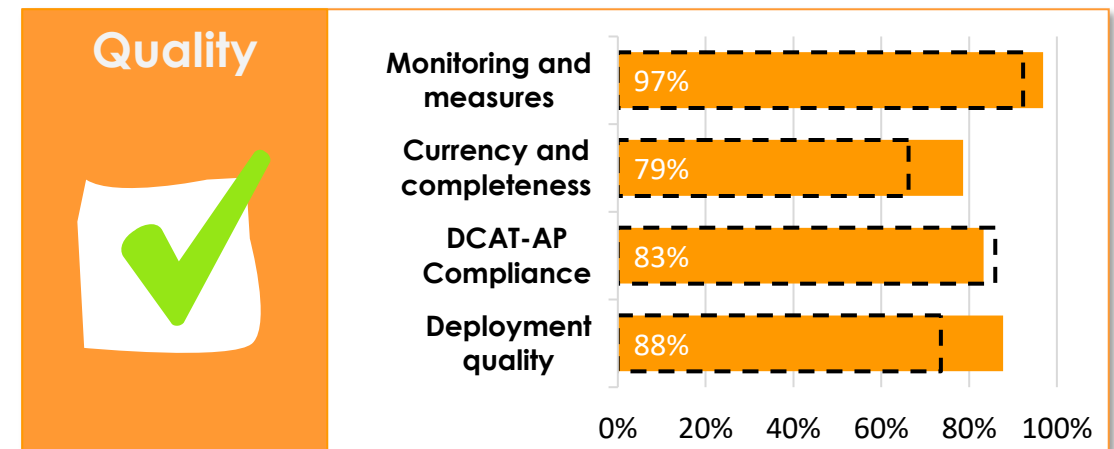 Quality
Monitoring and
measures
97%
Currency and
completeness
79%
DCAT-AP
Compliance
83%
Deployment
quality
88%
0% 20% 40% 60% 80% 100%